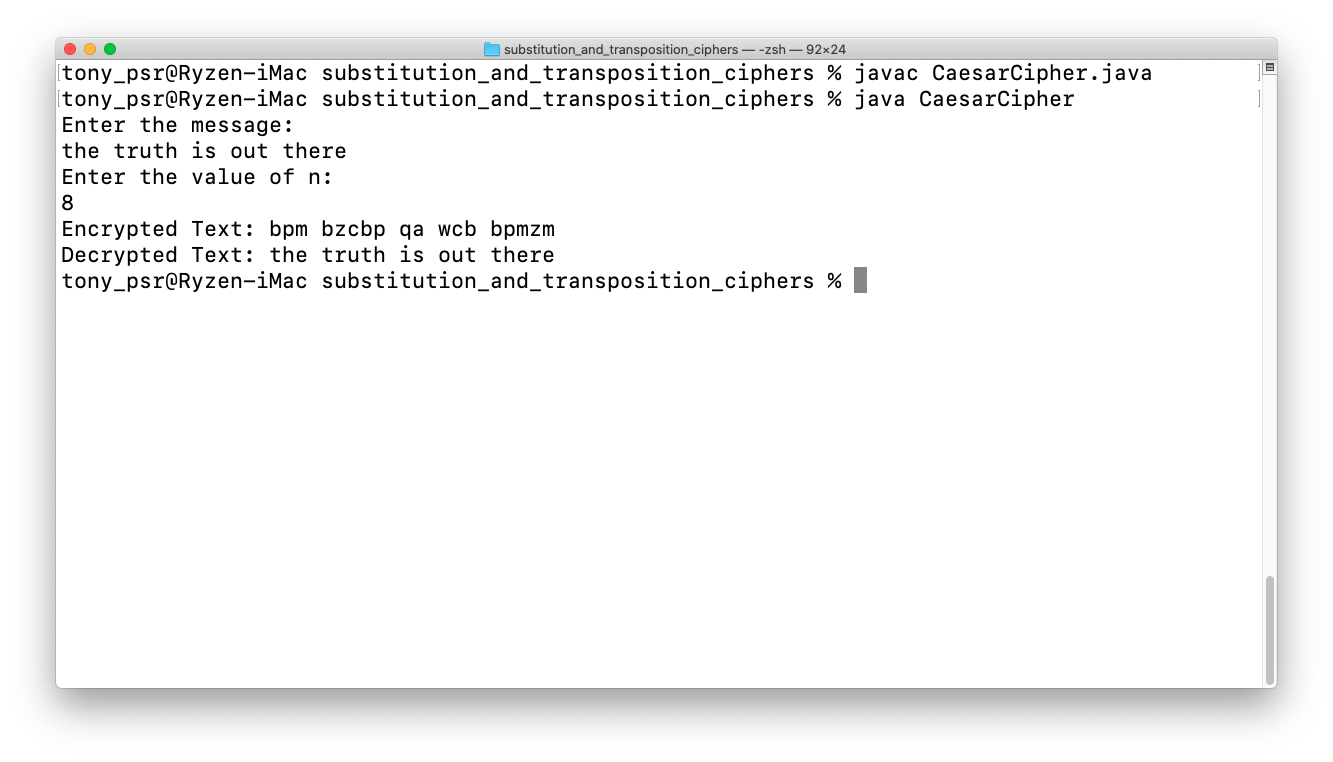 substitution_and_transposition_ciphers — -zsh — 92×24
[tony_psr@Ryzen-iMac substitution_and_transposition_ciphers % javac CaesarCipher.java ]
[tony_psr@Ryzen-iMac substitution_and_transposition_ciphers % java CaesarCipher ]
Enter the message:
the truth is out there
Enter the value of n:
8
Encrypted Text: bpm bzcbp qa wcb bpmzm
Decrypted Text: the truth is out there
tony_psr@Ryzen-iMac substitution_and_transposition_ciphers %